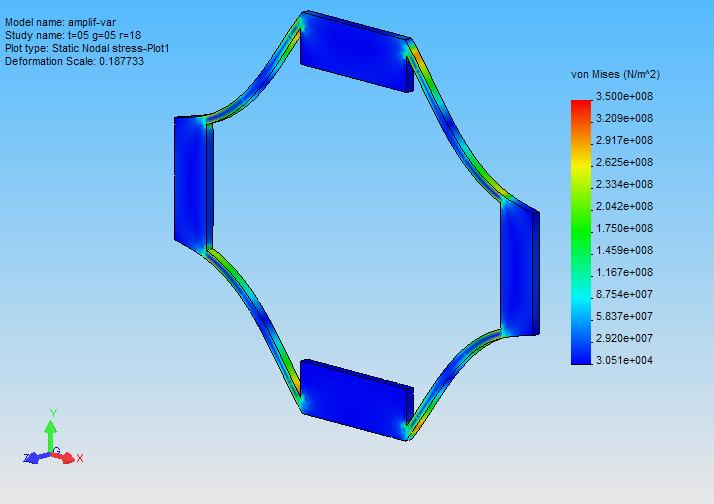 Model name: amplif-var
Study name: t=05 g=05 r=18
Plot type: Static Nodal stress-Plot1
Deformation Scale: 0.187733
von Mises (N/m^2)
3.500e+008
3.209e+008
2.917e+008
2.625e+008
2.334e+008
2.042e+008
1.750e+008
1.459e+008
1.167e+008
8.754e+007
5.837e+007
2.920e+007
3.051e+004
Y
Z
G
X